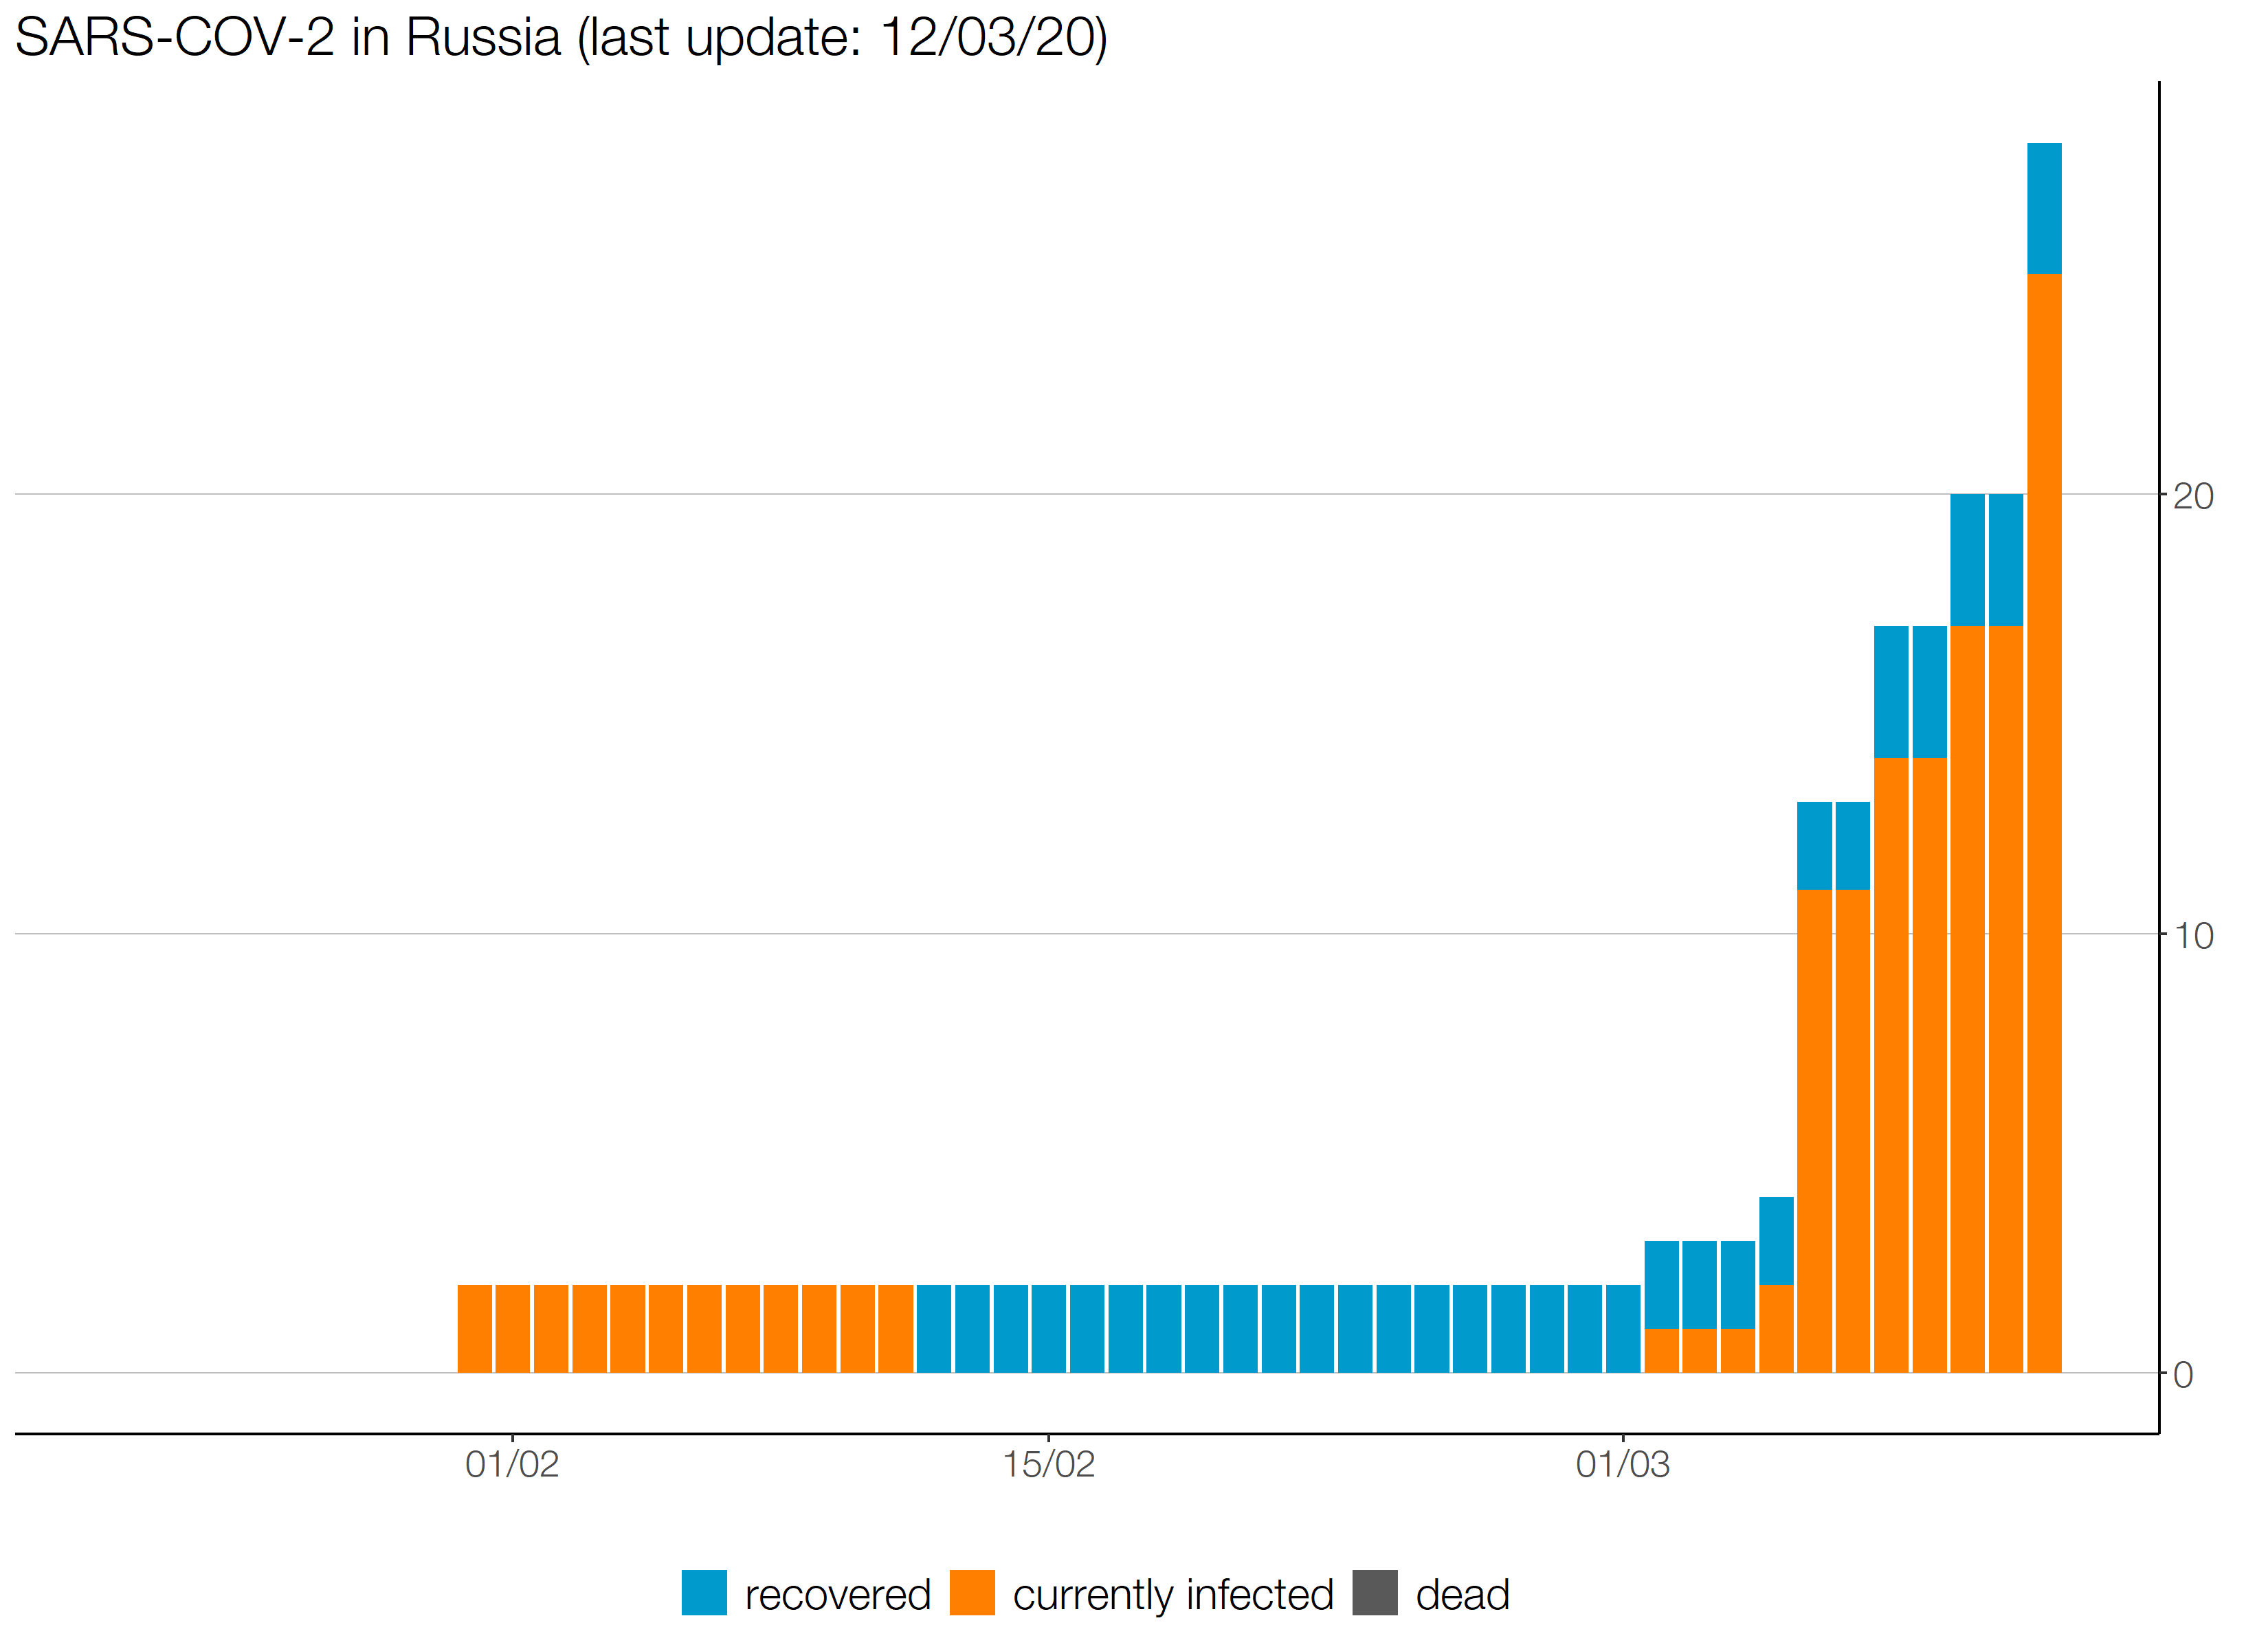 SARS-COV-2 in Russia (last update: 12/03/20)
20
10
0
01/02 15/02 01/03
recovered currently infected dead